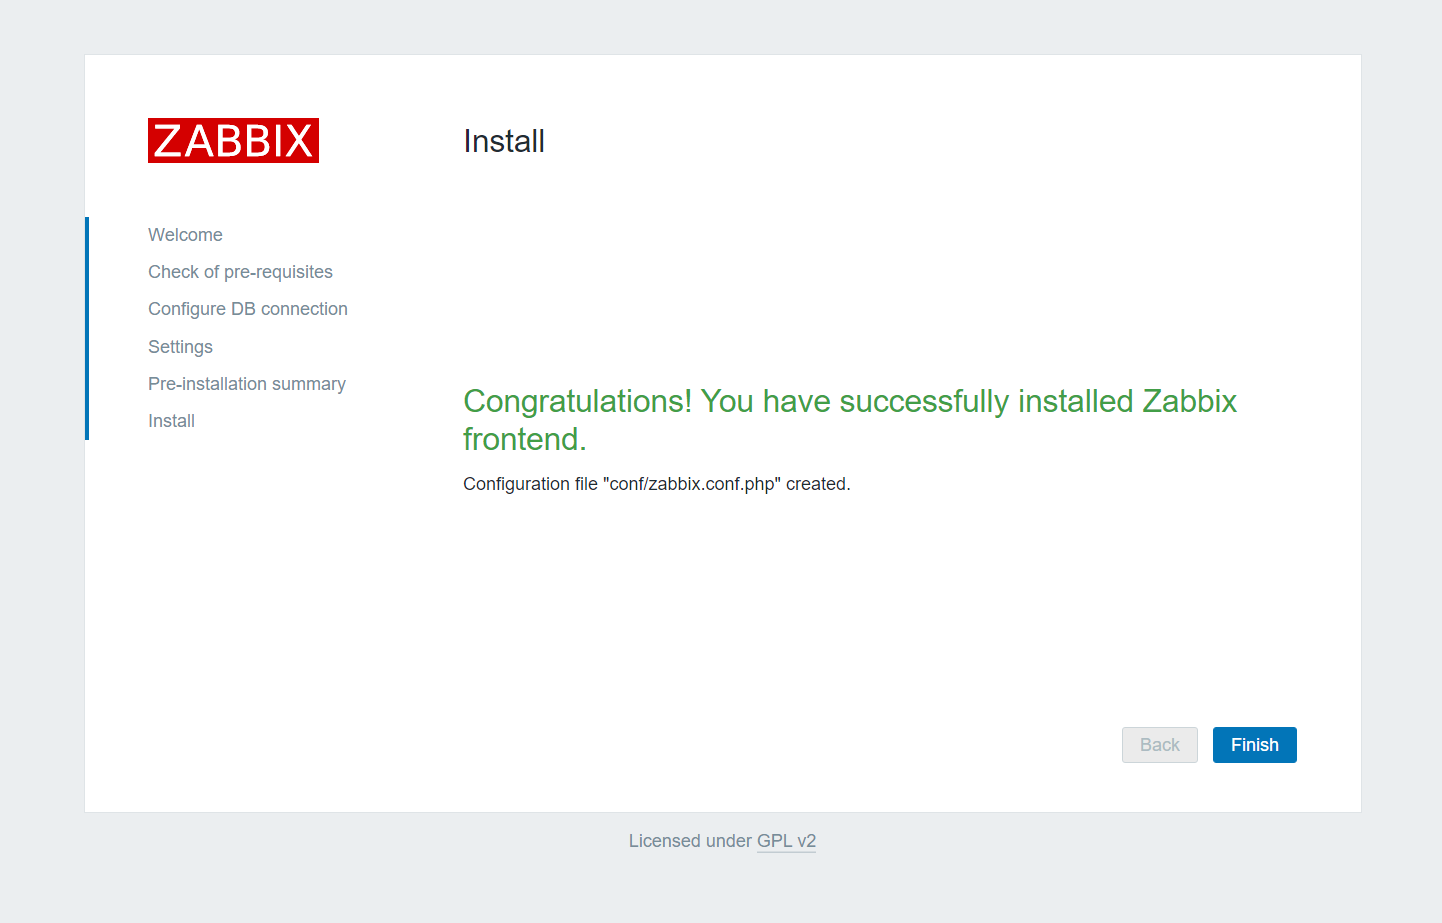 ZABBIX
Install
Welcome
Check of pre-requisites
Configure DB connection
Settings
Pre-installation summary
Install
Congratulations! You have successfully installed Zabbix
frontend.
Configuration file "conf/zabbix.conf.php" created.
Back
Finish
Licensed under GPL v2